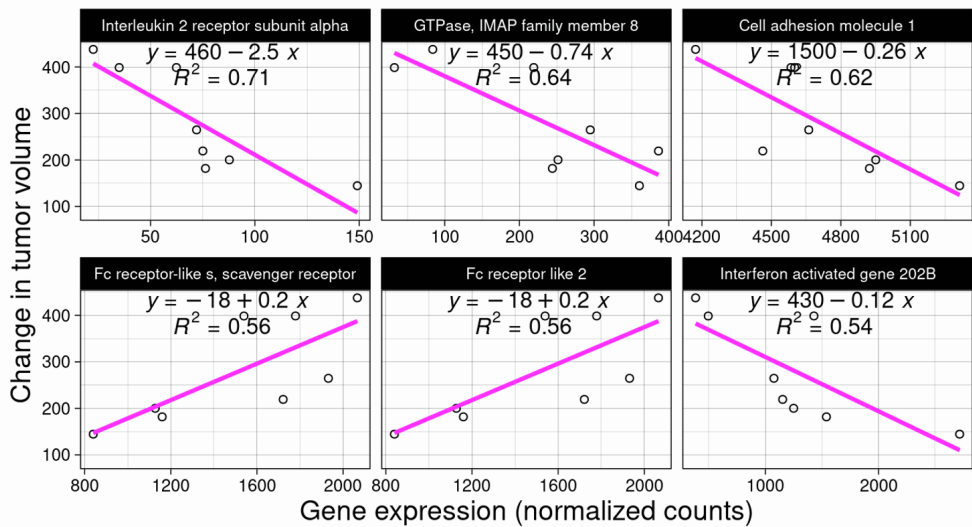 Interleukin 2 receptor subunit alpha
GTPase, IMAP family member 8
Cell adhesion molecule 1
y = 460 − 2.5 x
R² = 0.71
y = 450 − 0.74 x
R² = 0.64
y = 1500 − 0.26 x
R² = 0.62
400
300
200
100
50
100
150
100
200
300
400
4200
4500
4800
5100
Fc receptor-like s, scavenger receptor
Fc receptor like 2
Interferon activated gene 202B
y = − 18 + 0.2 x
R² = 0.56
y = − 18 + 0.2 x
R² = 0.56
y = 430 − 0.12 x
R² = 0.54
400
300
200
100
800
1200
1600
2000
800
1200
1600
2000
1000
2000
Change in tumor volume
Gene expression (normalized counts)